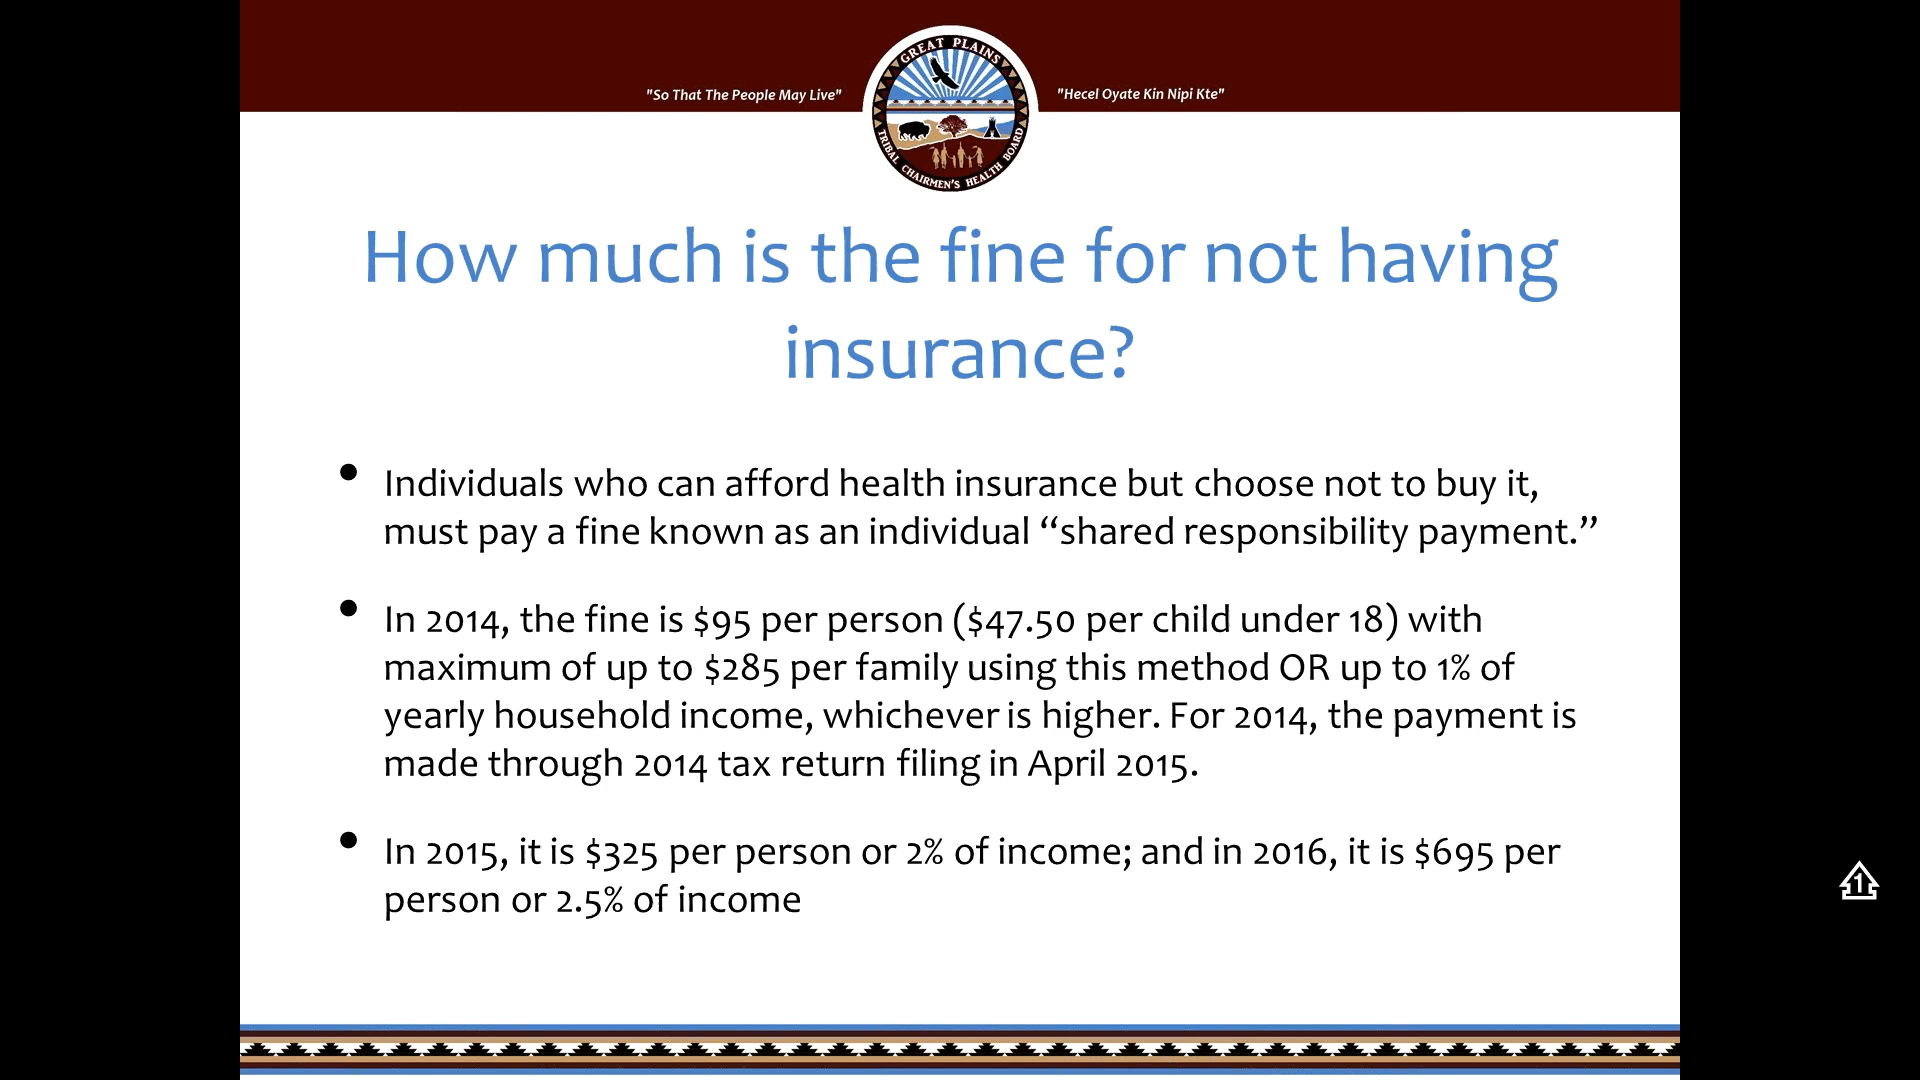 "So That The People May Live"
"Hecel Oyate Kin Nipi Kte"
GREAT PLAINS
TRIBAL CHAIRMEN'S HEALTH BOARD
How much is the fine for not having
insurance?
• Individuals who can afford health insurance but choose not to buy it,
must pay a fine known as an individual “shared responsibility payment.”
• In 2014, the fine is $95 per person ($47.50 per child under 18) with
maximum of up to $285 per family using this method OR up to 1% of
yearly household income, whichever is higher. For 2014, the payment is
made through 2014 tax return filing in April 2015.
• In 2015, it is $325 per person or 2% of income; and in 2016, it is $695 per
person or 2.5% of income
1